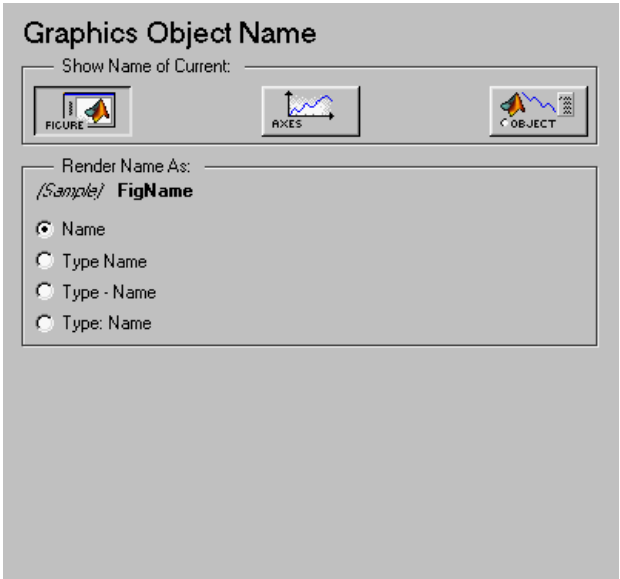 Graphics Object Name
Show Name of Current:
FIGURE AXES OBJECT
Render Name As:
(Sample) FigName
Name
Type Name
Type - Name
Type: Name